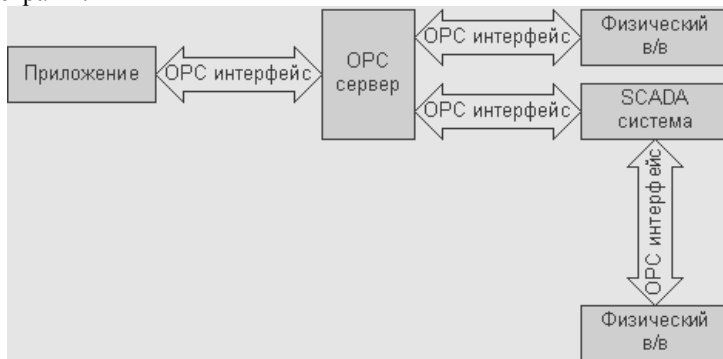 Приложение
OPC интерфейс
OPC
сервер
OPC интерфейс
Физический
в/в
OPC интерфейс
SCADA
система
OPC интерфейс
Физический
в/в